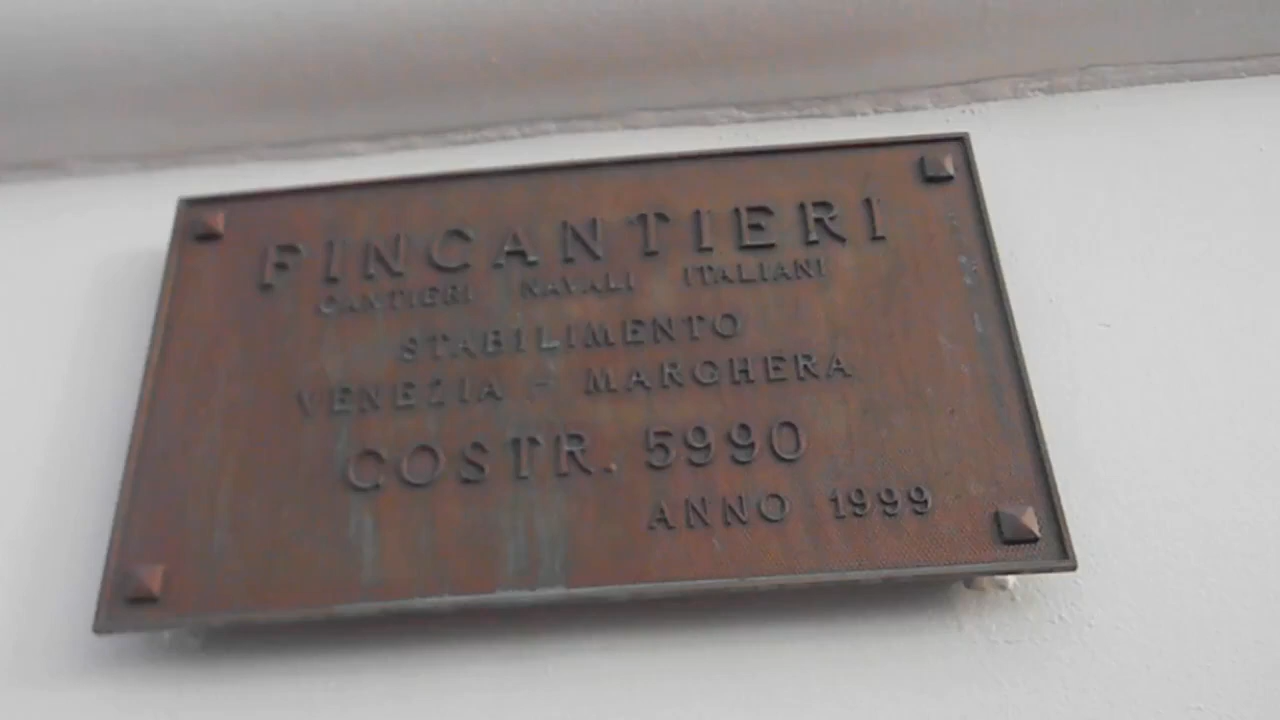 FINCANTIERI
CANTIERI NAVALI ITALIANI
STABILIMENTO
VENEZIA - MARGHERA
COSTR. 5990
ANNO 1999